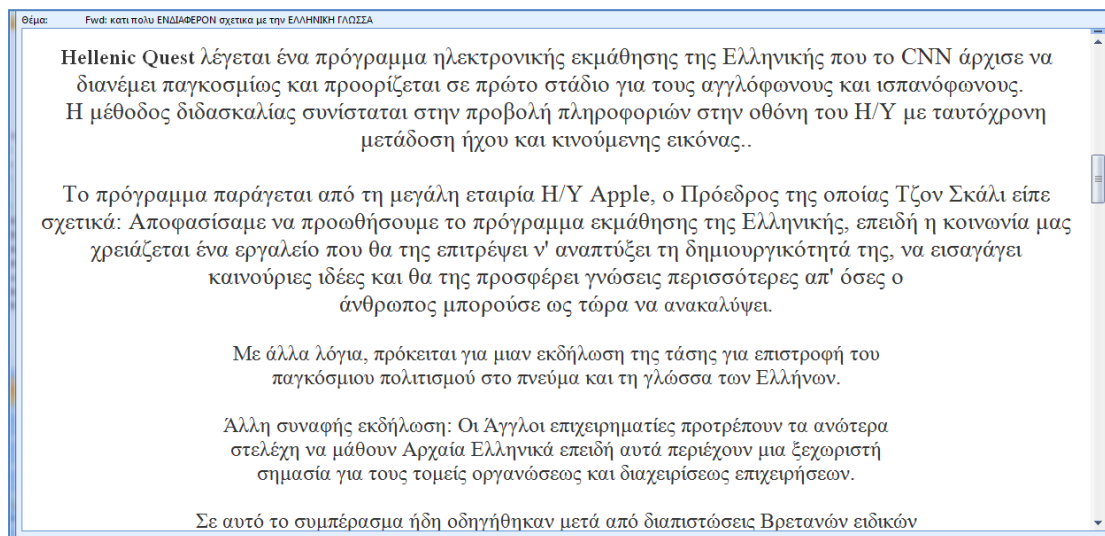 Θέμα: Fwd: κατι πολυ ΕΝΔΙΑΦΕΡΟΝ σχετικα με την ΕΛΛΗΝΙΚΗ ΓΛΩΣΣΑ
Hellenic Quest λέγεται ένα πρόγραμμα ηλεκτρονικής εκμάθησης της Ελληνικής που το CNN άρχισε να
διανέμει παγκοσμίως και προορίζεται σε πρώτο στάδιο για τους αγγλόφωνους και ισπανόφωνους.
Η μέθοδος διδασκαλίας συνίσταται στην προβολή πληροφοριών στην οθόνη του Η/Υ με ταυτόχρονη
μετάδοση ήχου και κινούμενης εικόνας..
Το πρόγραμμα παράγεται από τη μεγάλη εταιρία Η/Υ Apple, ο Πρόεδρος της οποίας Τζον Σκάλι είπε
σχετικά: Αποφασίσαμε να προωθήσουμε το πρόγραμμα εκμάθησης της Ελληνικής, επειδή η κοινωνία μας
χρειάζεται ένα εργαλείο που θα της επιτρέψει ν' αναπτύξει τη δημιουργικότητά της, να εισαγάγει
καινούριες ιδέες και θα της προσφέρει γνώσεις περισσότερες απ' όσες ο
άνθρωπος μπορούσε ως τώρα να ανακαλύψει.
Με άλλα λόγια, πρόκειται για μιαν εκδήλωση της τάσης για επιστροφή του
παγκόσμιου πολιτισμού στο πνεύμα και τη γλώσσα των Ελλήνων.
Άλλη συναφής εκδήλωση: Οι Άγγλοι επιχειρηματίες προτρέπουν τα ανώτερα
στελέχη να μάθουν Αρχαία Ελληνικά επειδή αυτά περιέχουν μια ξεχωριστή
σημασία για τους τομείς οργανώσεως και διαχειρίσεως επιχειρήσεων.
Σε αυτό το συμπέρασμα ήδη οδηγήθηκαν μετά από διαπιστώσεις Βρετανών ειδικών